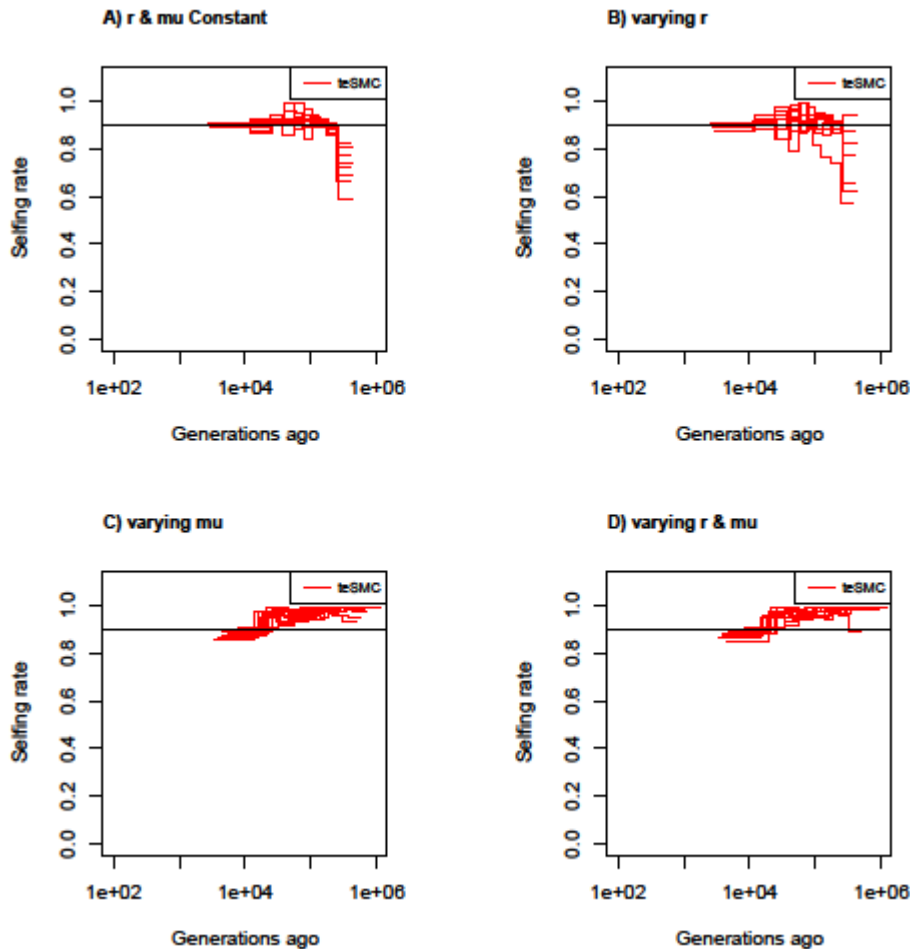 A) r & mu Constant
B) varying r
teSMC
teSMC
Selfing rate
Selfing rate
1.0
0.8
0.6
0.4
0.2
0.0
1.0
0.8
0.6
0.4
0.2
0.0
1e+02 1e+04 1e+06
1e+02 1e+04 1e+06
Generations ago
Generations ago
C) varying mu
D) varying r & mu
teSMC
teSMC
Selfing rate
Selfing rate
1.0
0.8
0.6
0.4
0.2
0.0
1.0
0.8
0.6
0.4
0.2
0.0
1e+02 1e+04 1e+06
1e+02 1e+04 1e+06
Generations ago
Generations ago